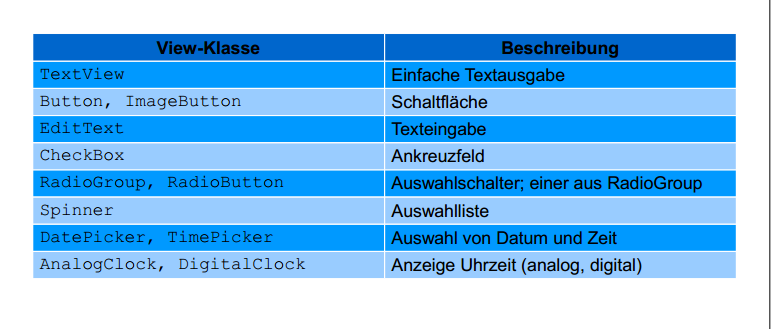 View-Klasse Beschreibung
TextView Einfache Textausgabe
Button, ImageButton Schaltfläche
EditText Texteingabe
CheckBox Ankreuzfeld
RadioGroup, RadioButton Auswahlschalter; einer aus RadioGroup
Spinner Auswahlliste
DatePicker, TimePicker Auswahl von Datum und Zeit
AnalogClock, DigitalClock Anzeige Uhrzeit (analog, digital)